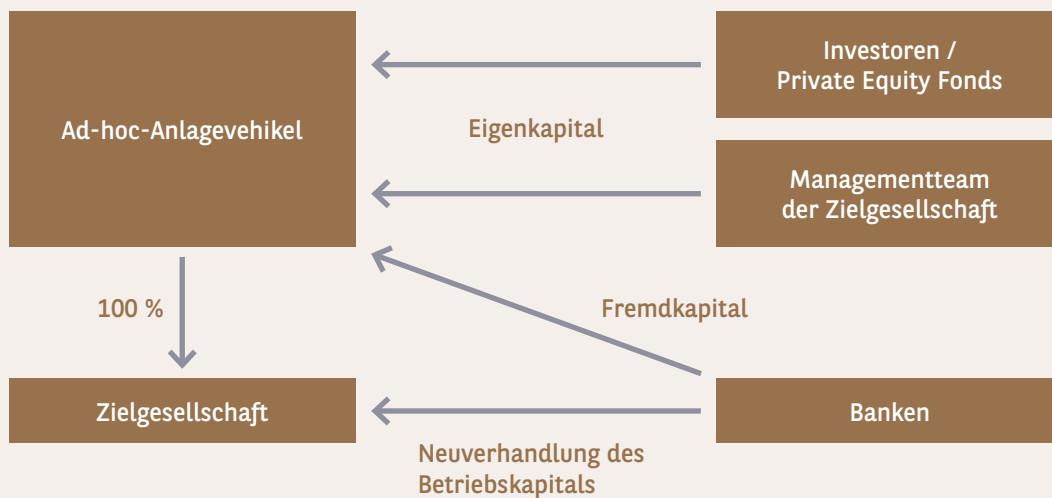 Ad-hoc-Anlagevehikel
Investoren /
Private Equity Fonds
Eigenkapital
Managementteam
der Zielgesellschaft
100 %
Fremdkapital
Zielgesellschaft
Banken
Neuverhandlung des
Betriebskapitals